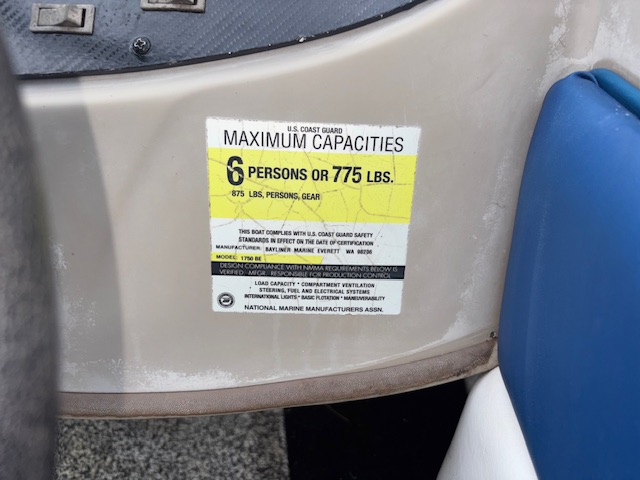 U.S. COAST GUARD
MAXIMUM CAPACITIES
6 PERSONS OR 775 LBS.
875 LBS, PERSONS, GEAR
THIS BOAT COMPLIES WITH U.S. COAST GUARD SAFETY
STANDARDS IN EFFECT ON THE DATE OF CERTIFICATION
MANUFACTURER: BAYLINER MARINE EVERETT WA 98206
MODEL: 1750 BE
DESIGN COMPLIANCE WITH NMMA REQUIREMENTS BELOW IS
VERIFIED. MFGR. RESPONSIBLE FOR PRODUCTION CONTROL.
LOAD CAPACITY * COMPARTMENT VENTILATION
STEERING, FUEL AND ELECTRICAL SYSTEMS
INTERNATIONAL LIGHTS * BASIC FLOTATION * MANEUVERABILITY
NATIONAL MARINE MANUFACTURERS ASSN.